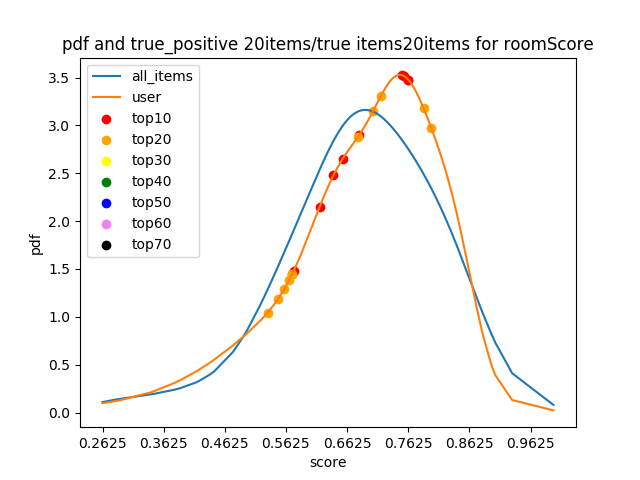 pdf and true_positive 20items/true items20items for roomScore
all_items
user
top10
top20
top30
top40
top50
top60
top70
pdf
3.5
3.0
2.5
2.0
1.5
1.0
0.5
0.0
0.2625 0.3625 0.4625 0.5625 0.6625 0.7625 0.8625 0.9625
score